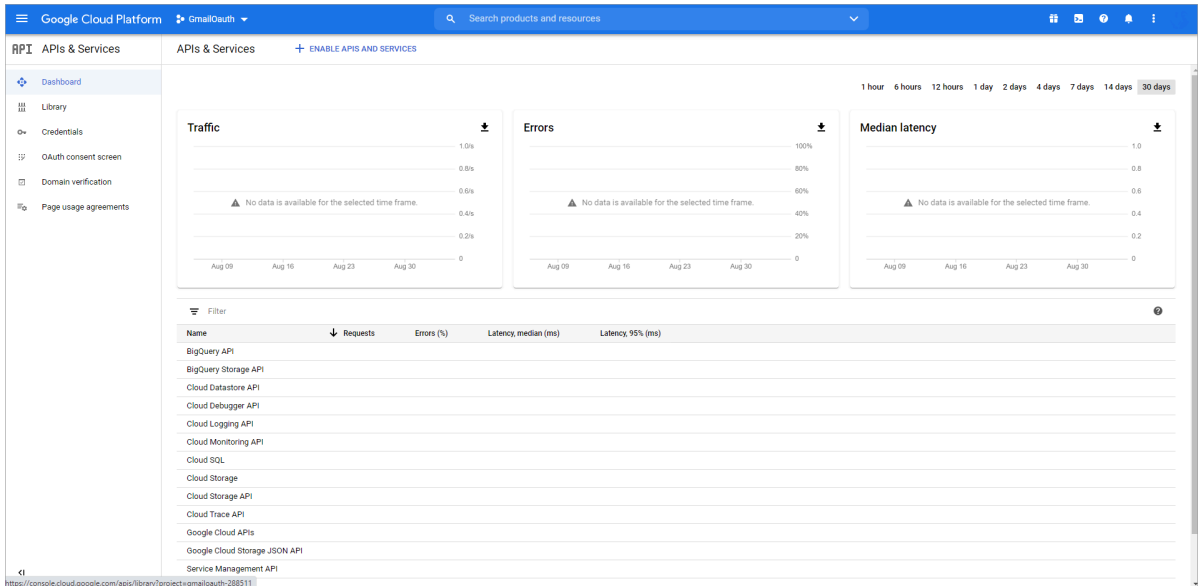 Google Cloud Platform GmailOauth Search products and resources
API APIs & Services APIs & Services + ENABLE APIS AND SERVICES
Dashboard
Library
Credentials
OAuth consent screen
Domain verification
Page usage agreements
1 hour 6 hours 12 hours 1 day 2 days 4 days 7 days 14 days 30 days
Traffic
1.0/s
0.8/s
0.6/s
No data is available for the selected time frame.
0.4/s
0.2/s
0
Aug 09 Aug 16 Aug 23 Aug 30
Errors
100%
80%
60%
No data is available for the selected time frame.
40%
20%
0
Aug 09 Aug 16 Aug 23 Aug 30
Median latency
1.0
0.8
0.6
No data is available for the selected time frame.
0.4
0.2
0
Aug 09 Aug 16 Aug 23 Aug 30
Filter
Name Requests Errors (%) Latency, median (ms) Latency, 95% (ms)
BigQuery API
BigQuery Storage API
Cloud Datastore API
Cloud Debugger API
Cloud Logging API
Cloud Monitoring API
Cloud SQL
Cloud Storage
Cloud Storage API
Cloud Trace API
Google Cloud APIs
Google Cloud Storage JSON API
Service Management API
https://console.cloud.google.com/apis/library?project=gmailoauth-288511